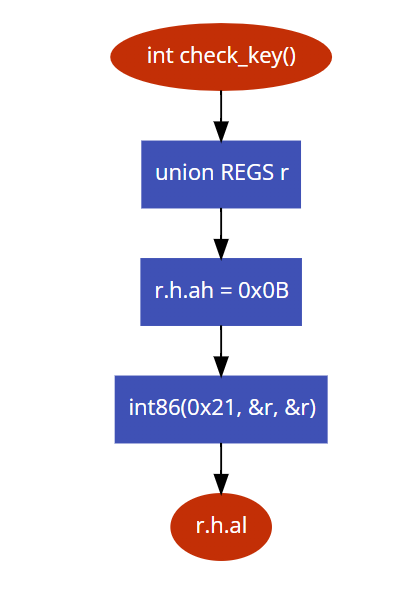 int check_key()
union REGS r
r.h.ah = 0x0B
int86(0x21, &r, &r)
r.h.al